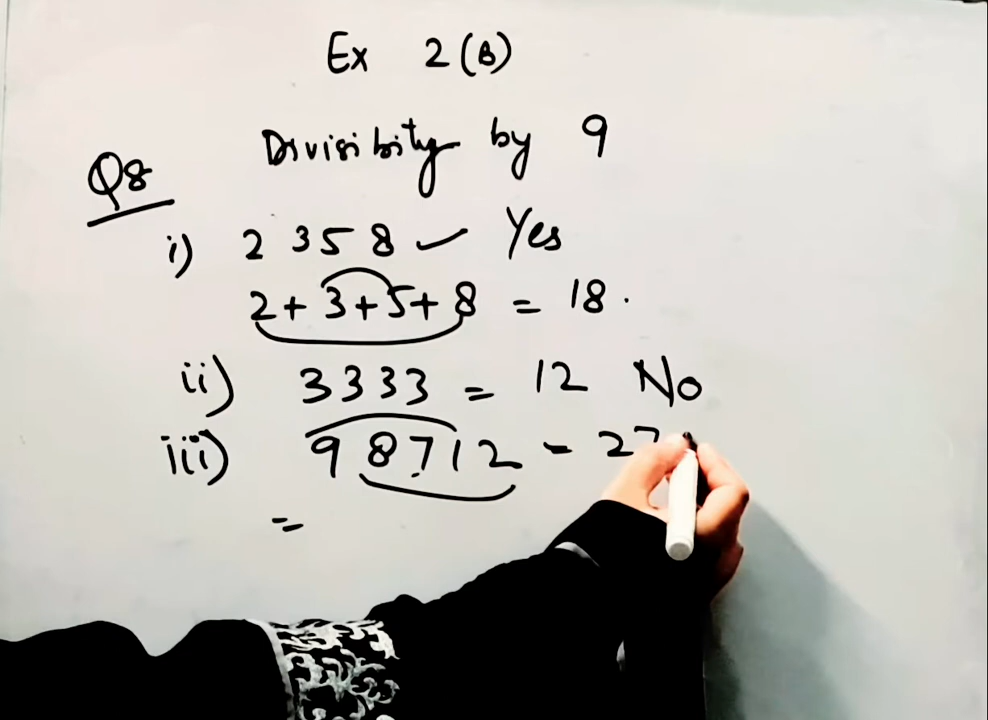 Ex 2(B)
Divisibity by 9
Q8
i) 2358 ✓ Yes
2+3+5+8 = 18.
ii) 3333 = 12 No
iii) 98712 - 27
=